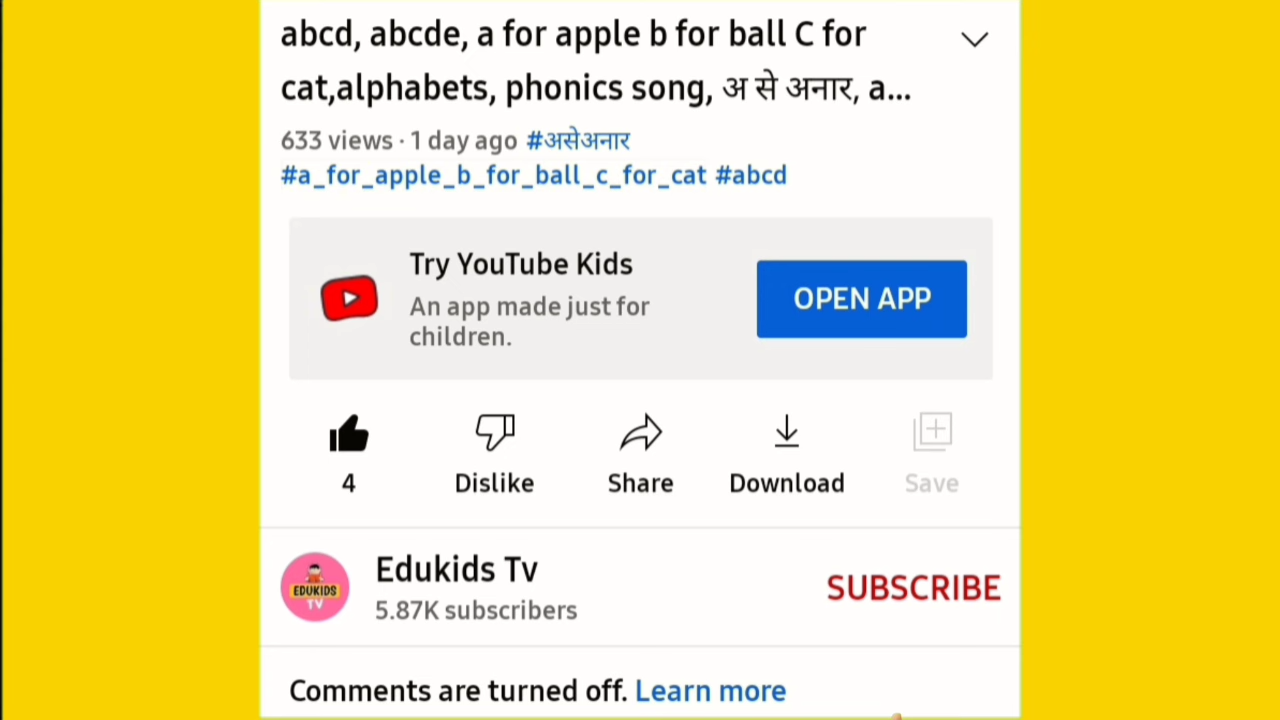 abcd, abcde, a for apple b for ball C for
cat,alphabets, phonics song, अ से अनार, a...
633 views · 1 day ago #असेअनार
#a_for_apple_b_for_ball_c_for_cat #abcd
Try YouTube Kids
An app made just for
children.
OPEN APP
4 Dislike Share Download Save
EDUKIDS
TV
Edukids Tv
5.87K subscribers
SUBSCRIBE
Comments are turned off. Learn more